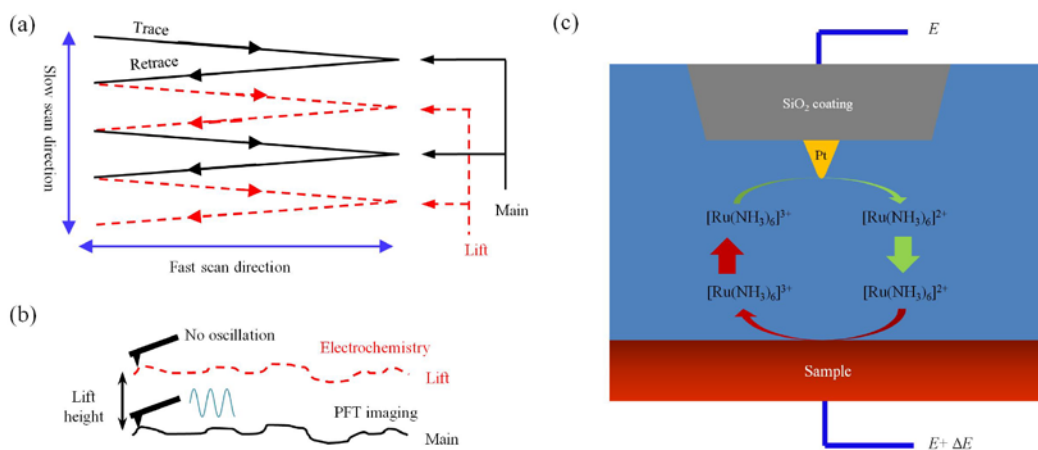 (a)
Trace
Retrace
Slow scan direction
Main
Lift
Fast scan direction
(b)
No oscillation
Electrochemistry
Lift
Lift height
PFT imaging
Main
(c)
E
SiO₂ coating
Pt
[Ru(NH₃)₆]³⁺
[Ru(NH₃)₆]²⁺
[Ru(NH₃)₆]³⁺
[Ru(NH₃)₆]²⁺
Sample
E+ ΔE